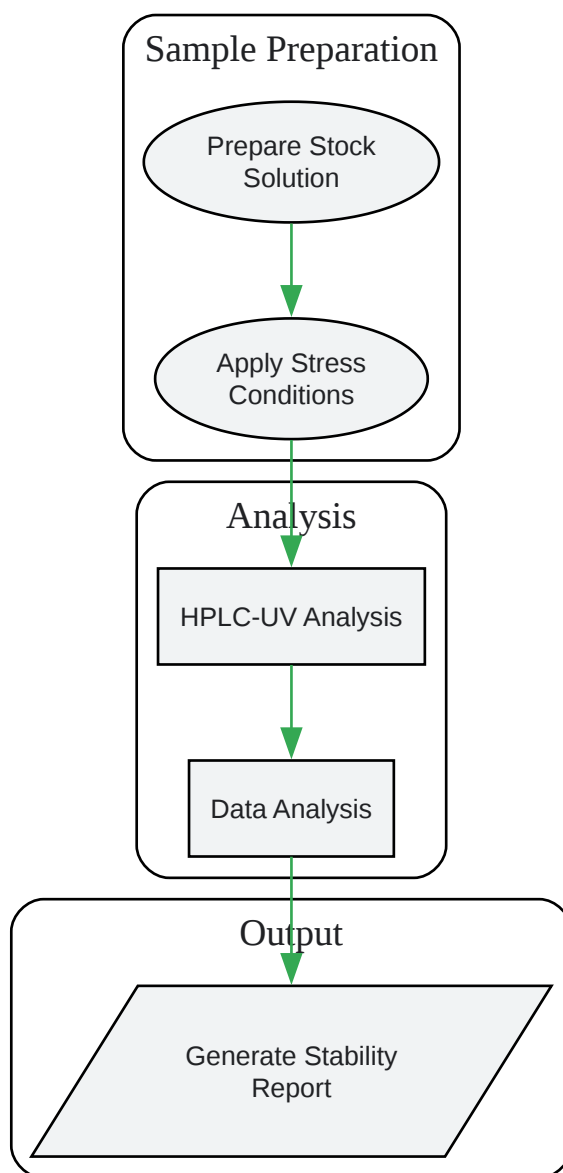 Sample Preparation
Prepare Stock
Solution
Apply Stress
Conditions
Analysis
HPLC-UV Analysis
Data Analysis
Output
Generate Stability
Report